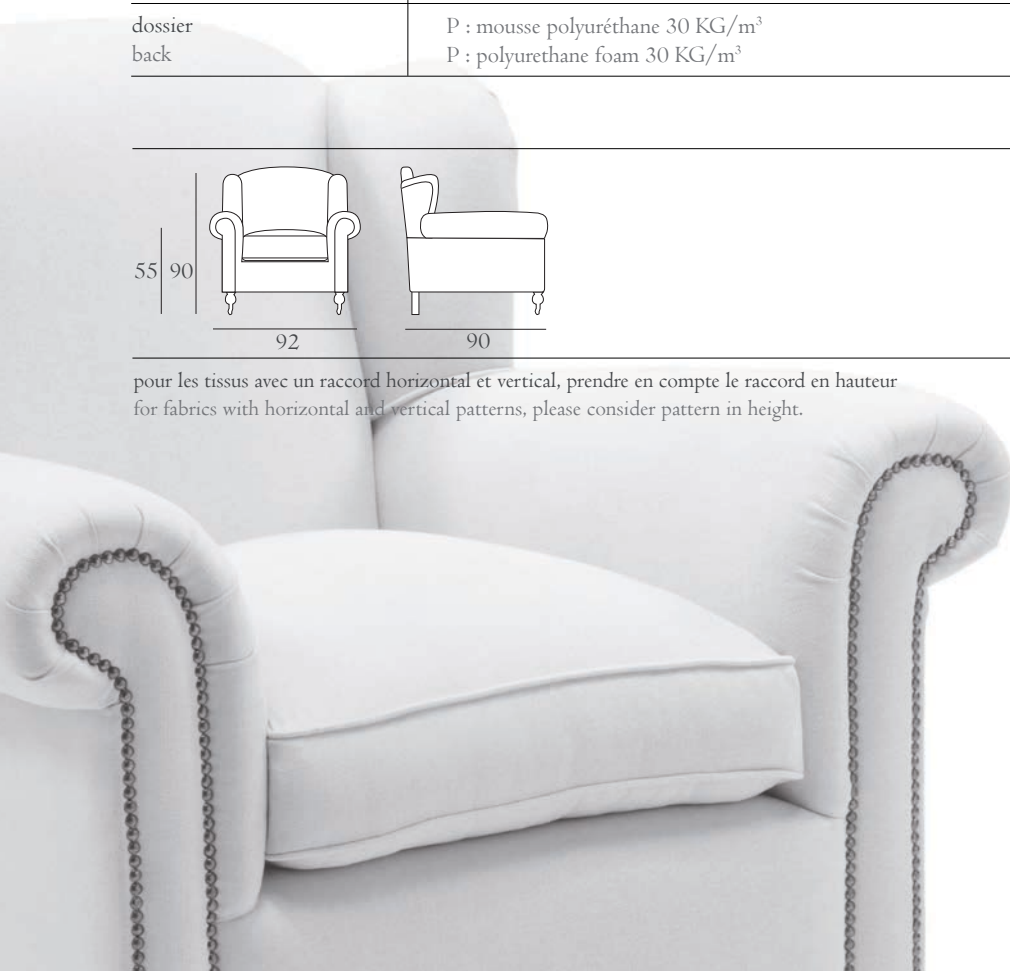 dossier
P : mousse polyuréthane 30 KG/m³
back
P : polyurethane foam 30 KG/m³
55
90
92
90
pour les tissus avec un raccord horizontal et vertical, prendre en compte le raccord en hauteur
for fabrics with horizontal and vertical patterns, please consider pattern in height.